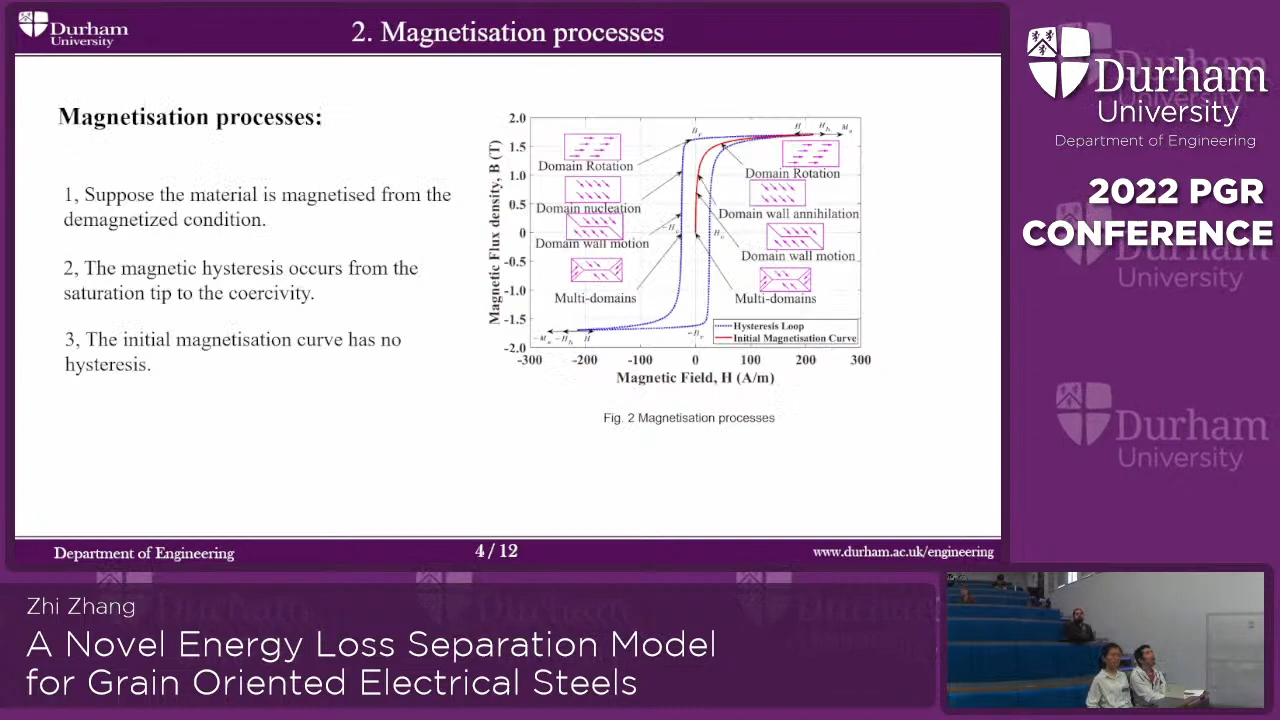 Durham
University
2. Magnetisation processes
Magnetisation processes:
1, Suppose the material is magnetised from the
demagnetized condition.
2, The magnetic hysteresis occurs from the
saturation tip to the coercivity.
3, The initial magnetisation curve has no
hysteresis.
Magnetic Flux density, B (T)
2.0
1.5
1.0
0.5
0
-0.5
-1.0
-1.5
-2.0
Domain Rotation
Domain nucleation
Domain wall motion
Multi-domains
Domain Rotation
Domain wall annihilation
Domain wall motion
Multi-domains
Hysteresis Loop
Initial Magnetisation Curve
-300 -200 -100 0 100 200 300
Magnetic Field, H (A/m)
Fig. 2 Magnetisation processes
Department of Engineering
4 / 12
www.durham.ac.uk/engineering
Durham
University
Department of Engineering
2022 PGR
CONFERENCE
Durham
University
Zhi Zhang
A Novel Energy Loss Separation Model
for Grain Oriented Electrical Steels